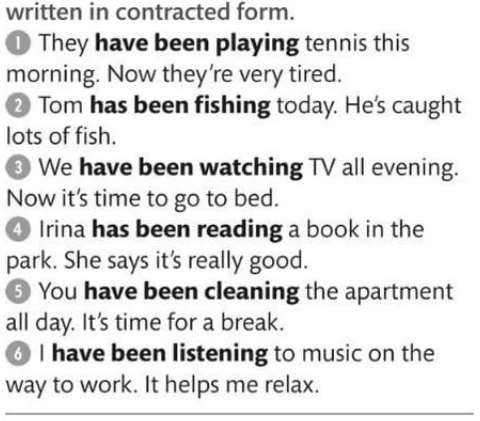 written in contracted form.
1 They have been playing tennis this
morning. Now they're very tired.
2 Tom has been fishing today. He's caught
lots of fish.
3 We have been watching TV all evening.
Now it's time to go to bed.
4 Irina has been reading a book in the
park. She says it's really good.
5 You have been cleaning the apartment
all day. It's time for a break.
6 I have been listening to music on the
way to work. It helps me relax.